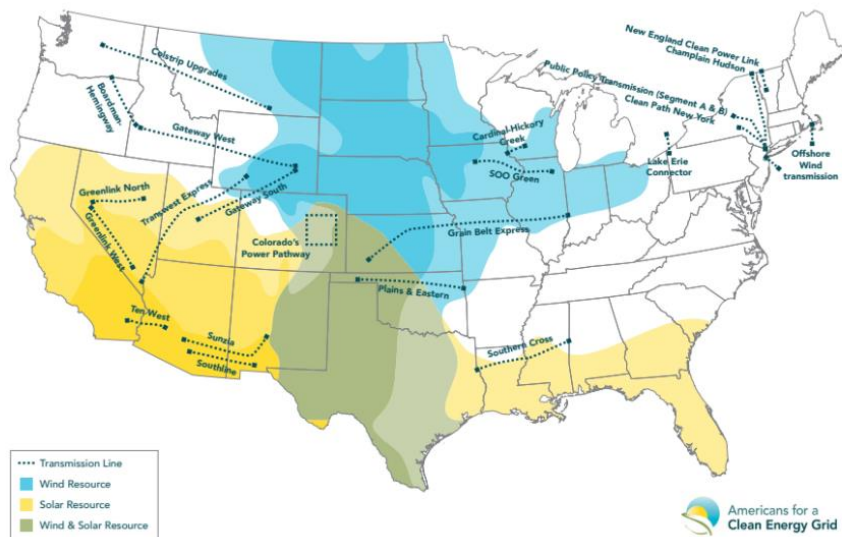 New England Clean Power Link
Champlain Hudson
Public Policy Transmission (Segment A & B)
Clean Path New York
Colstrip Upgrades
Boardman-
Hemingway
Gateway West
Cardinal-Hickory
Creek
SOO Green
Lake Erie
Connector
Offshore
Wind
transmission
Greenlink North
Transwest Express
Gateway South
Greenlink West
Colorado's
Power Pathway
Grain Belt Express
Plains & Eastern
Ten West
Sunzia
Southline
Southern Cross
Transmission Line
Wind Resource
Solar Resource
Wind & Solar Resource
Americans for a
Clean Energy Grid